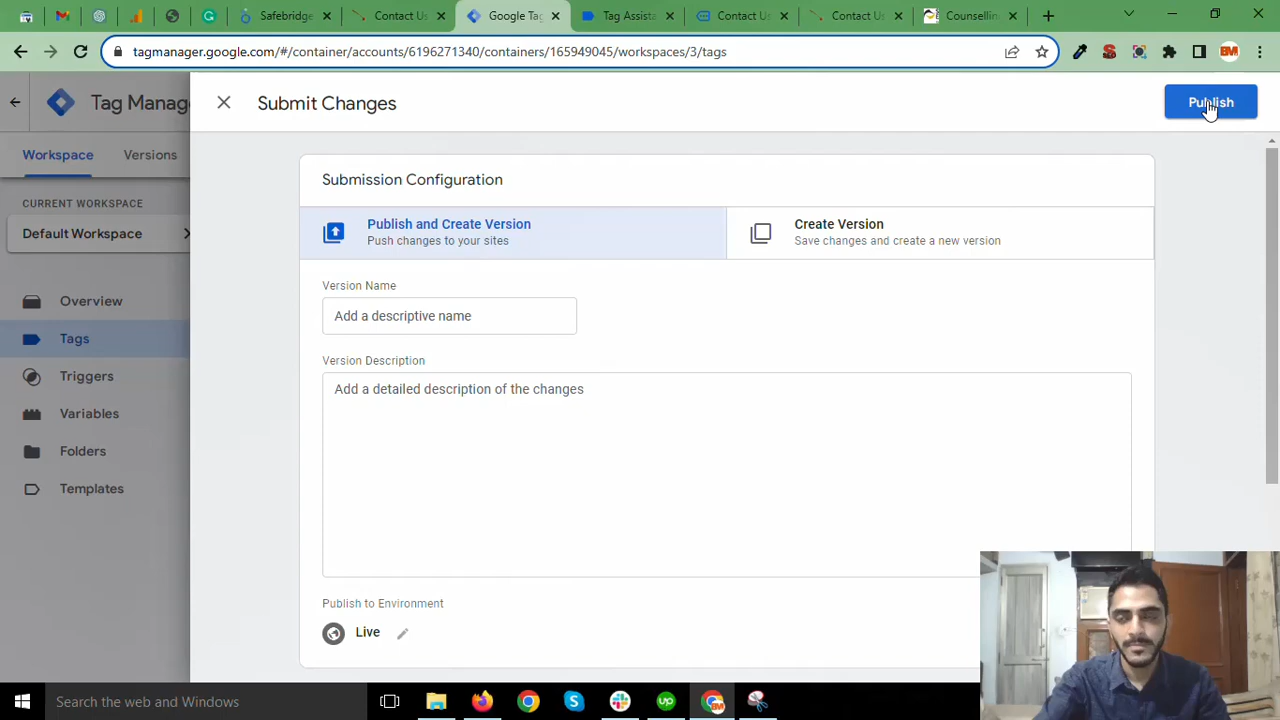 Safebridge
Contact Us
Google Tag
Tag Assista
Contact Us
Contact Us
Counsellin
tagmanager.google.com/#/container/accounts/6196271340/containers/165949045/workspaces/3/tags
BM
Tag Manag
Submit Changes
Publish
Workspace Versions
CURRENT WORKSPACE
Default Workspace
Overview
Tags
Triggers
Variables
Folders
Templates
Submission Configuration
Publish and Create Version
Push changes to your sites
Create Version
Save changes and create a new version
Version Name
Add a descriptive name
Version Description
Add a detailed description of the changes
Publish to Environment
Live
Search the web and Windows